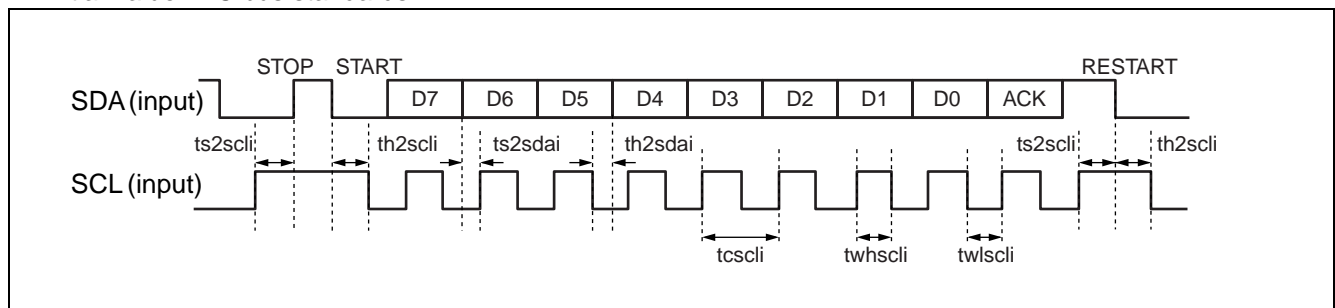 STOP START RESTART
SDA (input) D7 D6 D5 D4 D3 D2 D1 D0 ACK
ts2scli th2scli ts2sdai th2sdai ts2scli th2scli
SCL (input)
tcscli twhscli twlscli